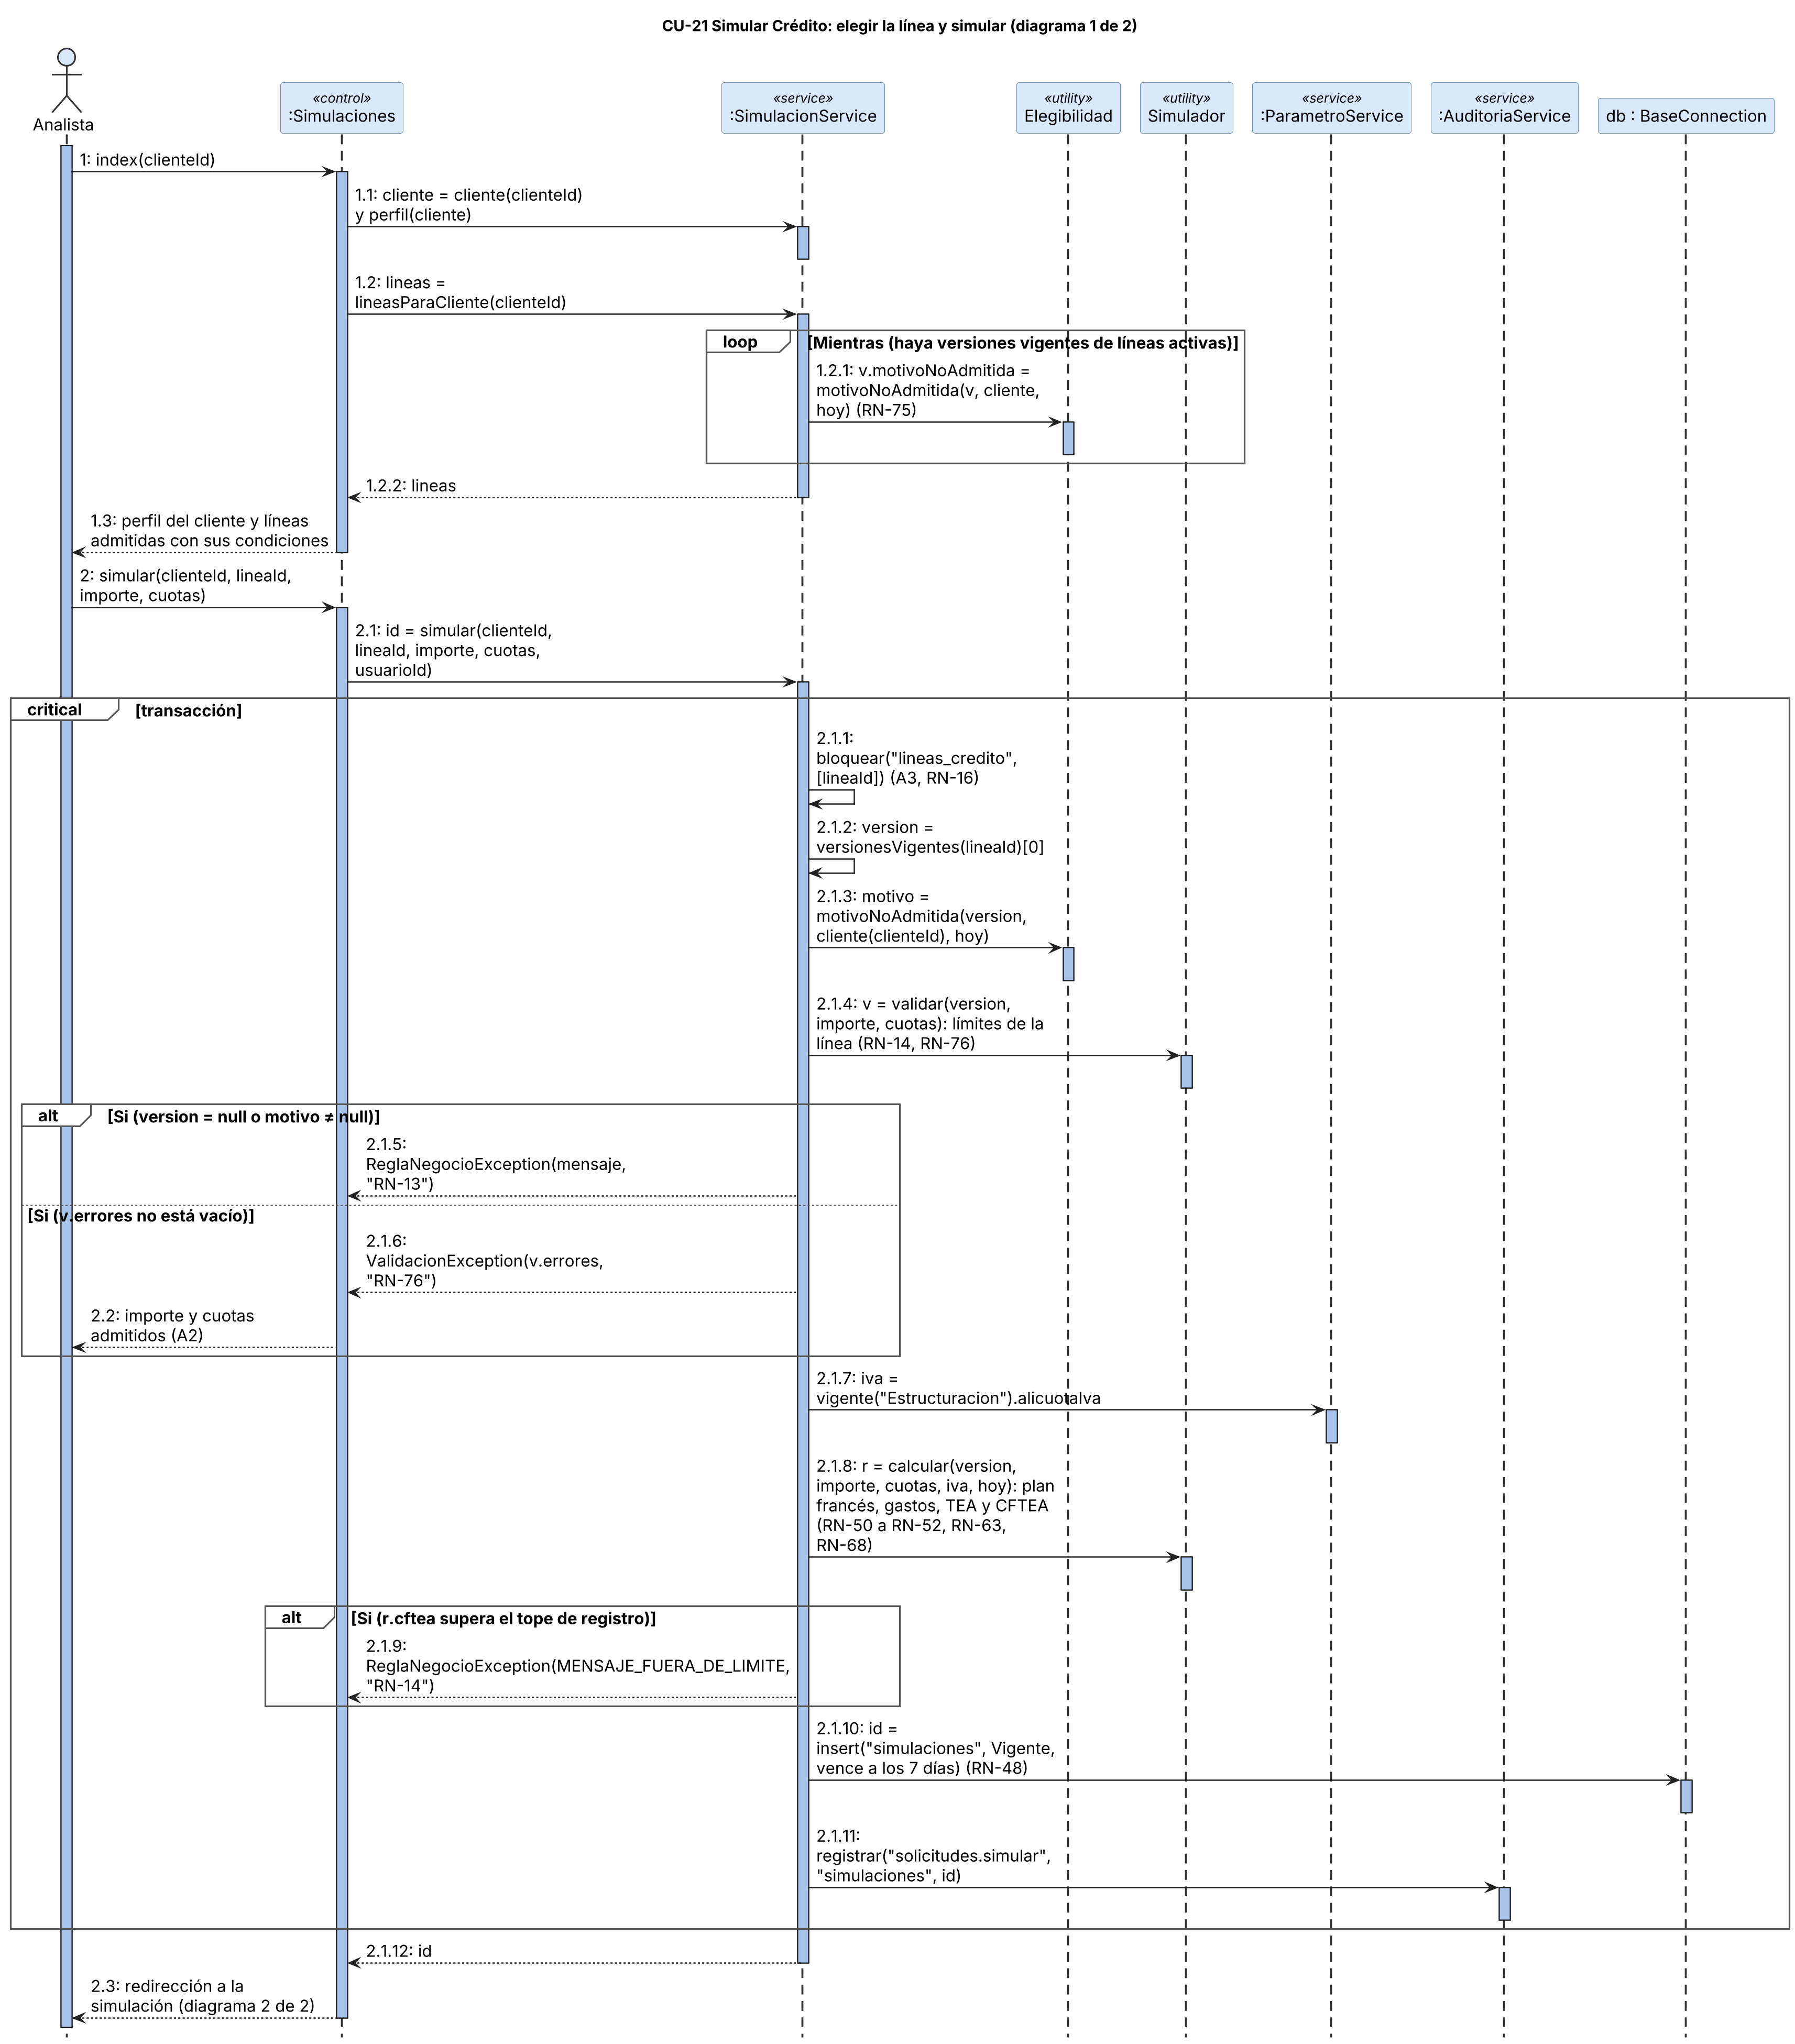 CU-21 Simular Crédito: elegir la línea y simular (diagrama 1 de 2)
Analista
«control»
:Simulaciones
«service»
:SimulacionService
«utility»
Elegibilidad
«utility»
Simulador
«service»
:ParametroService
«service»
:AuditoriaService
db : BaseConnection
1: index(clienteId)
1.1: cliente = cliente(clienteId)
y perfil(cliente)
1.2: lineas =
lineasParaCliente(clienteId)
loop
[Mientras (haya versiones vigentes de líneas activas)]
1.2.1: v.motivoNoAdmitida =
motivoNoAdmitida(v, cliente,
hoy) (RN-75)
1.2.2: lineas
1.3: perfil del cliente y líneas
admitidas con sus condiciones
2: simular(clienteId, lineaId,
importe, cuotas)
2.1: id = simular(clienteId,
lineaId, importe, cuotas,
usuarioId)
critical
[transacción]
2.1.1:
bloquear("lineas_credito",
[lineaId]) (A3, RN-16)
2.1.2: version =
versionesVigentes(lineaId)[0]
2.1.3: motivo =
motivoNoAdmitida(version,
cliente(clienteId), hoy)
2.1.4: v = validar(version,
importe, cuotas): límites de la
línea (RN-14, RN-76)
alt
[Si (version = null o motivo ≠ null)]
2.1.5:
ReglaNegocioException(mensaje,
"RN-13")
[Si (v.errores no está vacío)]
2.1.6:
ValidacionException(v.errores,
"RN-76")
2.2: importe y cuotas
admitidos (A2)
2.1.7: iva =
vigente("Estructuracion").alicuotaIva
2.1.8: r = calcular(version,
importe, cuotas, iva, hoy): plan
francés, gastos, TEA y CFTEA
(RN-50 a RN-52, RN-63,
RN-68)
alt
[Si (r.cftea supera el tope de registro)]
2.1.9:
ReglaNegocioException(MENSAJE_FUERA_DE_LIMITE,
"RN-14")
2.1.10: id =
insert("simulaciones", Vigente,
vence a los 7 días) (RN-48)
2.1.11:
registrar("solicitudes.simular",
"simulaciones", id)
2.1.12: id
2.3: redirección a la
simulación (diagrama 2 de 2)